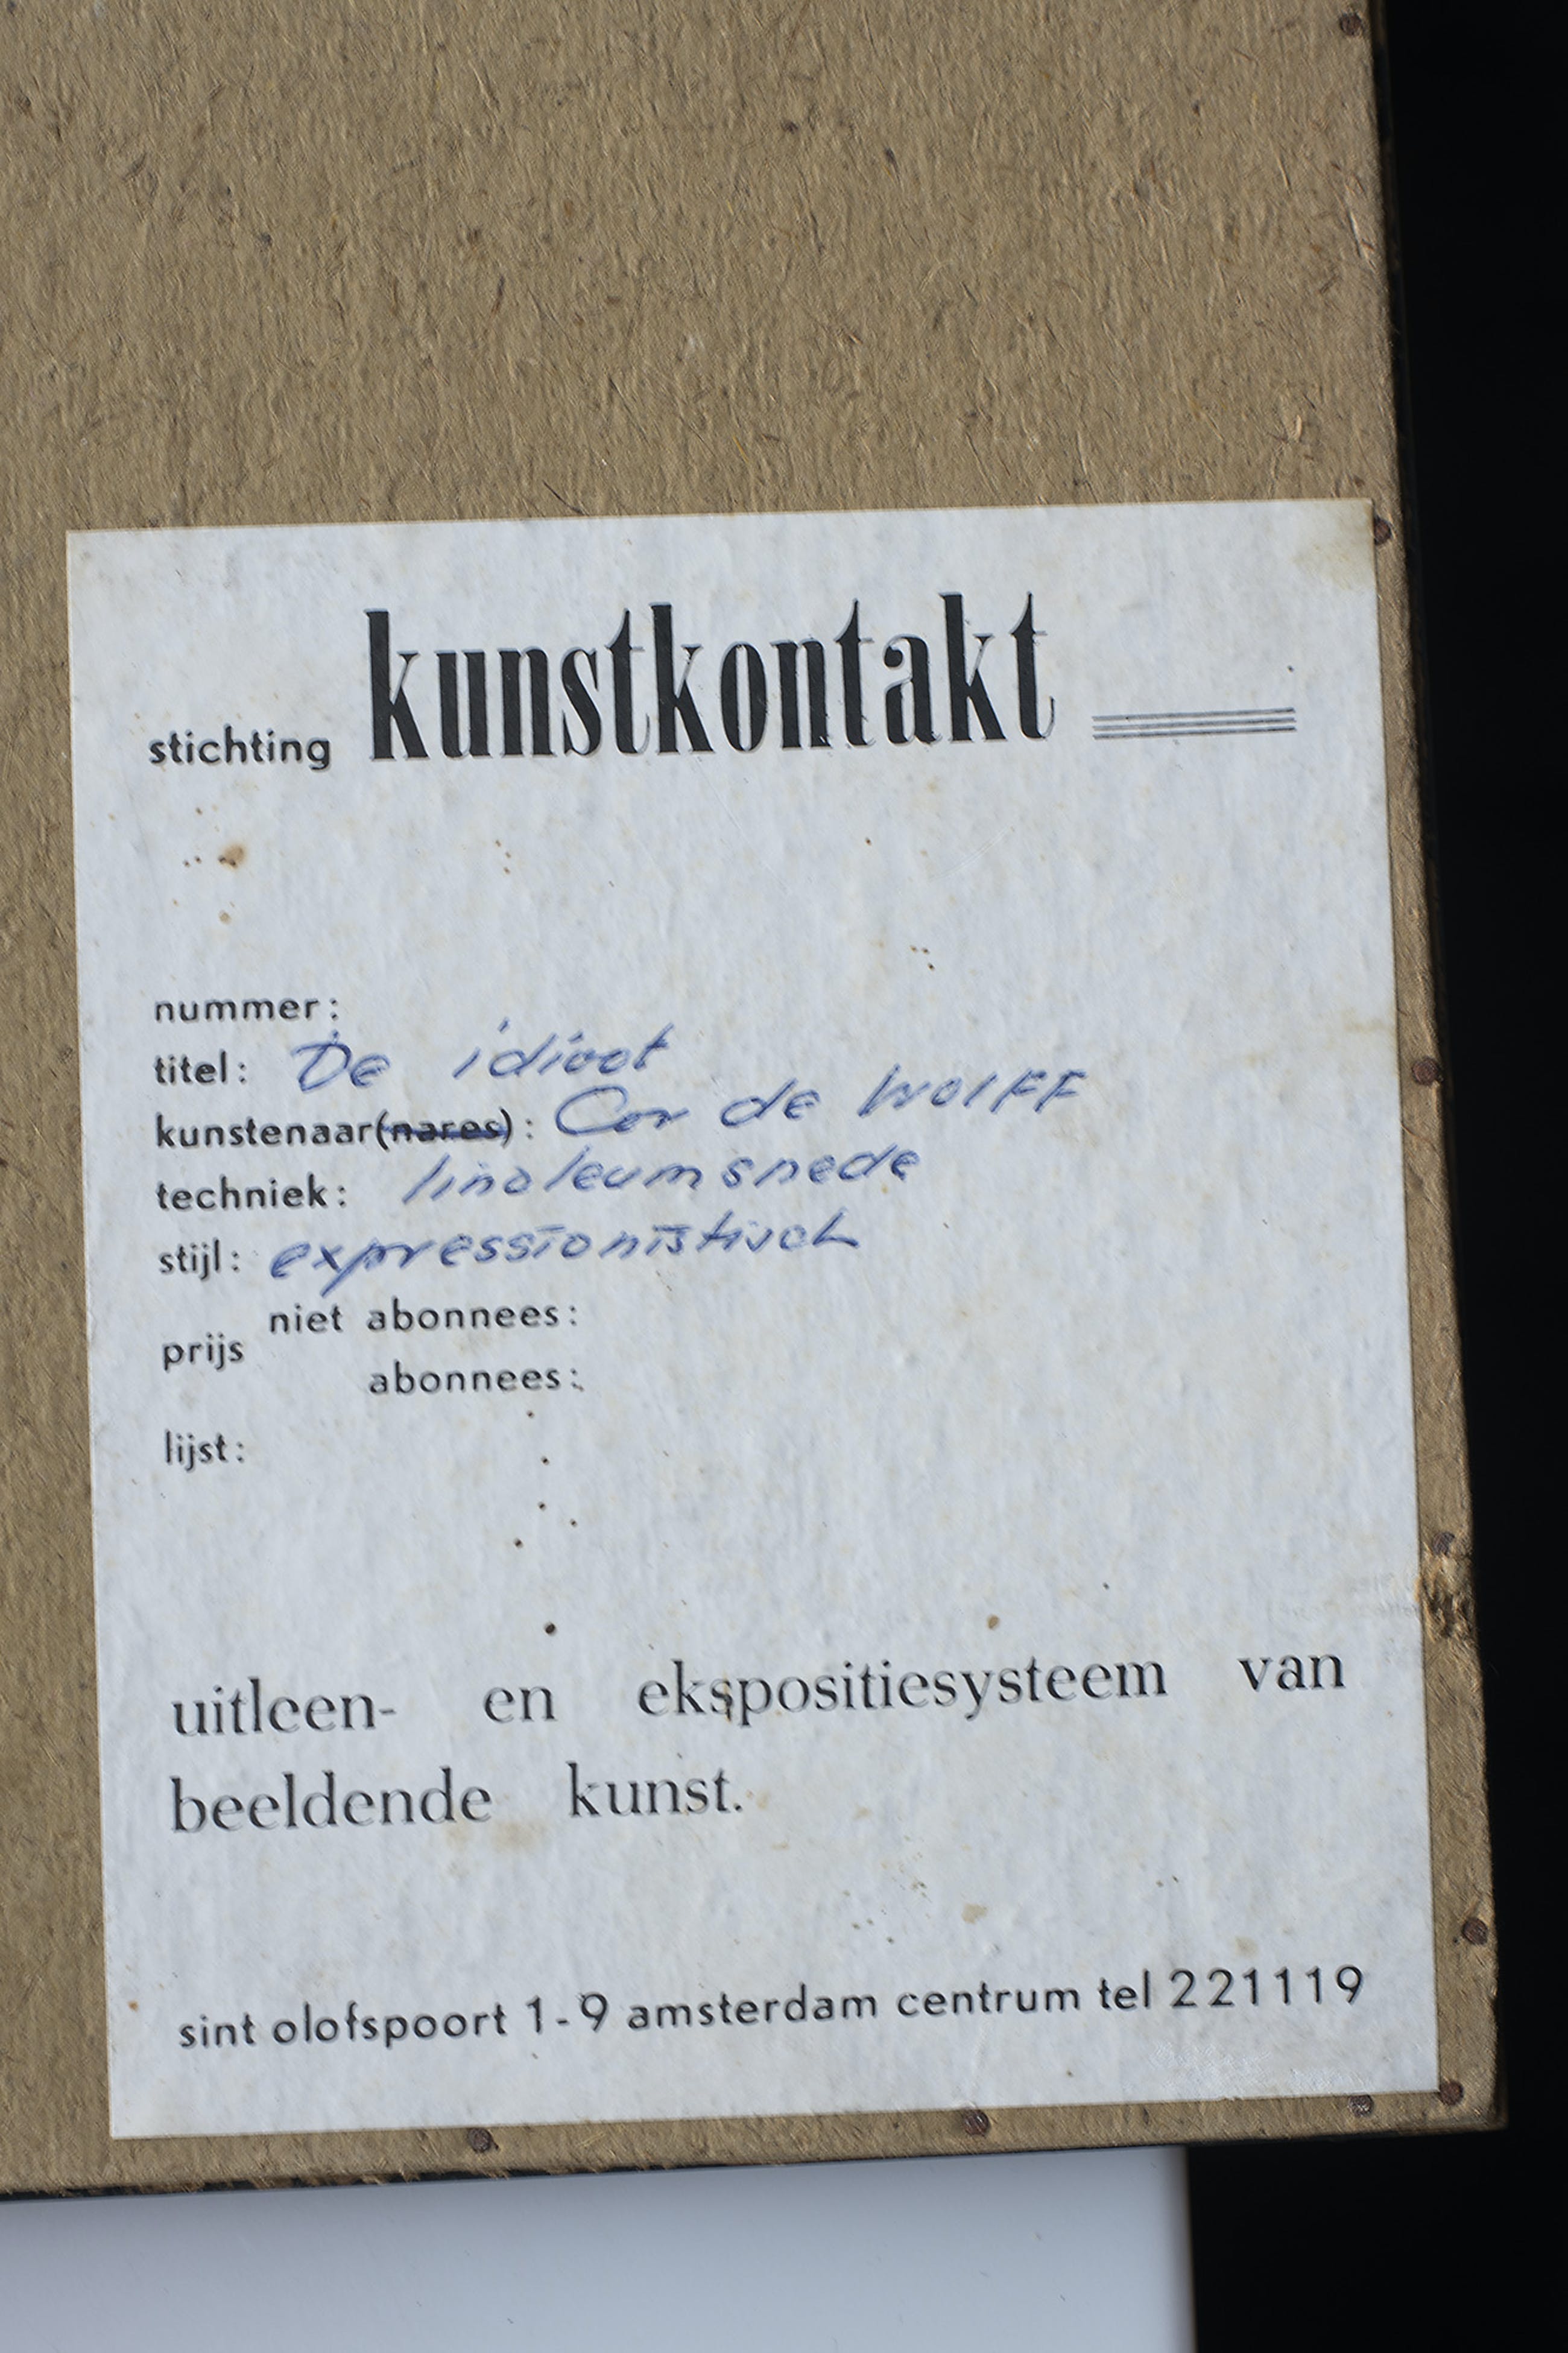 stichting kunstkontakt
nummer:
titel: De idioot
kunstenaar(nares): Cor de Wolff
techniek: linoleumsnede
stijl: expressionistisch
niet abonnees:
prijs
abonnees:
lijst:
uitleen- en ekspositiesysteem van
beeldende kunst.
sint olofspoort 1-9 amsterdam centrum tel 221119